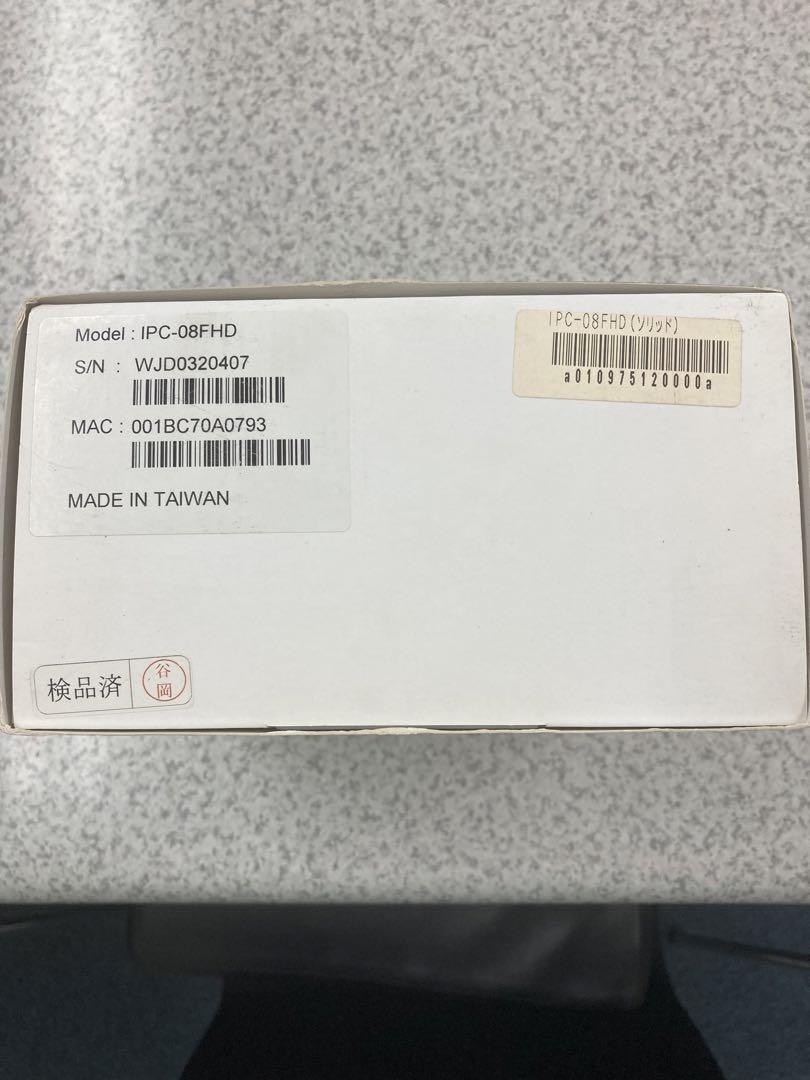 Model : IPC-08FHD
S/N : WJD0320407
MAC : 001BC70A0793
MADE IN TAIWAN
IPC-08FHD(ソリッド)
a010975120000a
検品済
谷岡